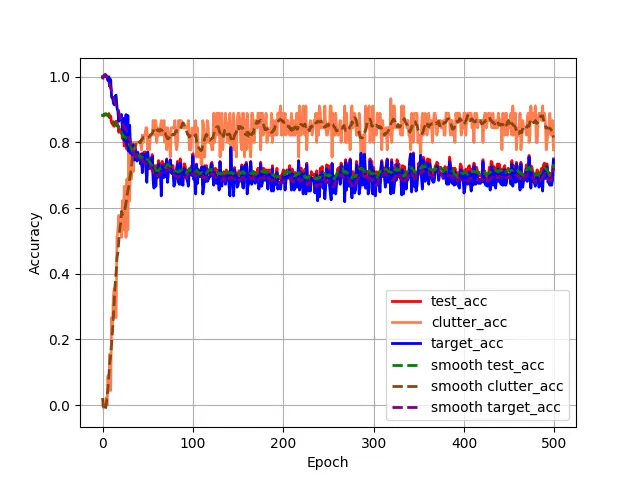 1.0
0.8
0.6
0.4
0.2
0.0
Accuracy
0 100 200 300 400 500
Epoch
test_acc
clutter_acc
target_acc
smooth test_acc
smooth clutter_acc
smooth target_acc